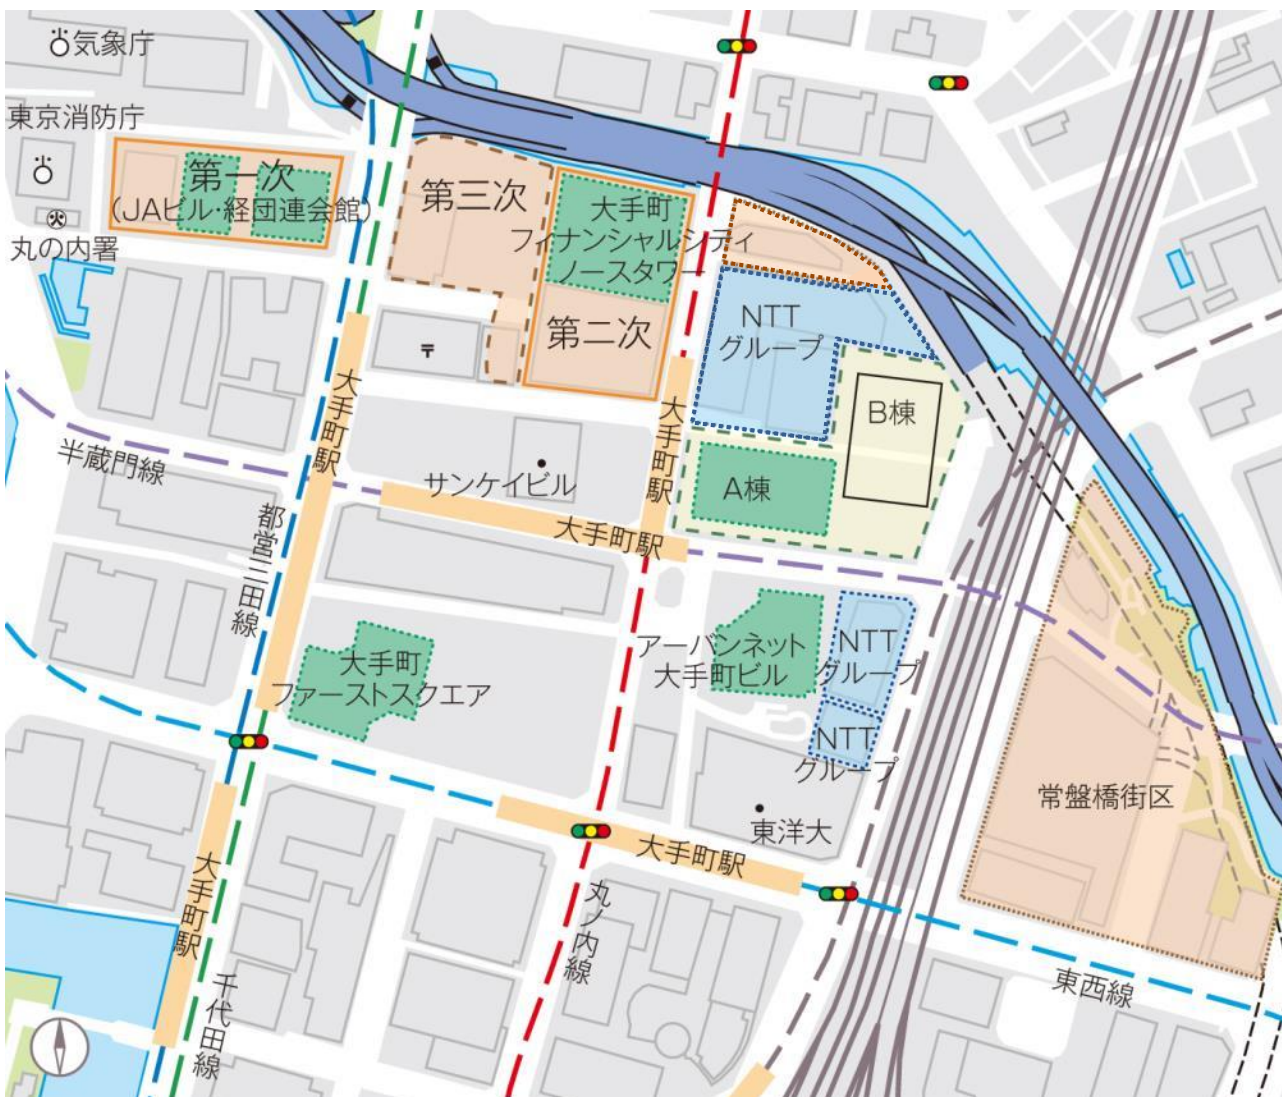 気象庁
東京消防庁
丸の内署
第一次
(JAビル・経団連会館)
第三次
大手町
フィナンシャルシティ
ノースタワー
第二次
NTT
グループ
B棟
A棟
大手町駅
大手町駅
半蔵門線
サンケイビル
大手町駅
都営三田線
大手町
ファーストスクエア
アーバンネット
大手町ビル
NTT
グループ
NTT
グループ
常盤橋街区
東洋大
大手町駅
大手町駅
丸ノ内線
千代田線
東西線